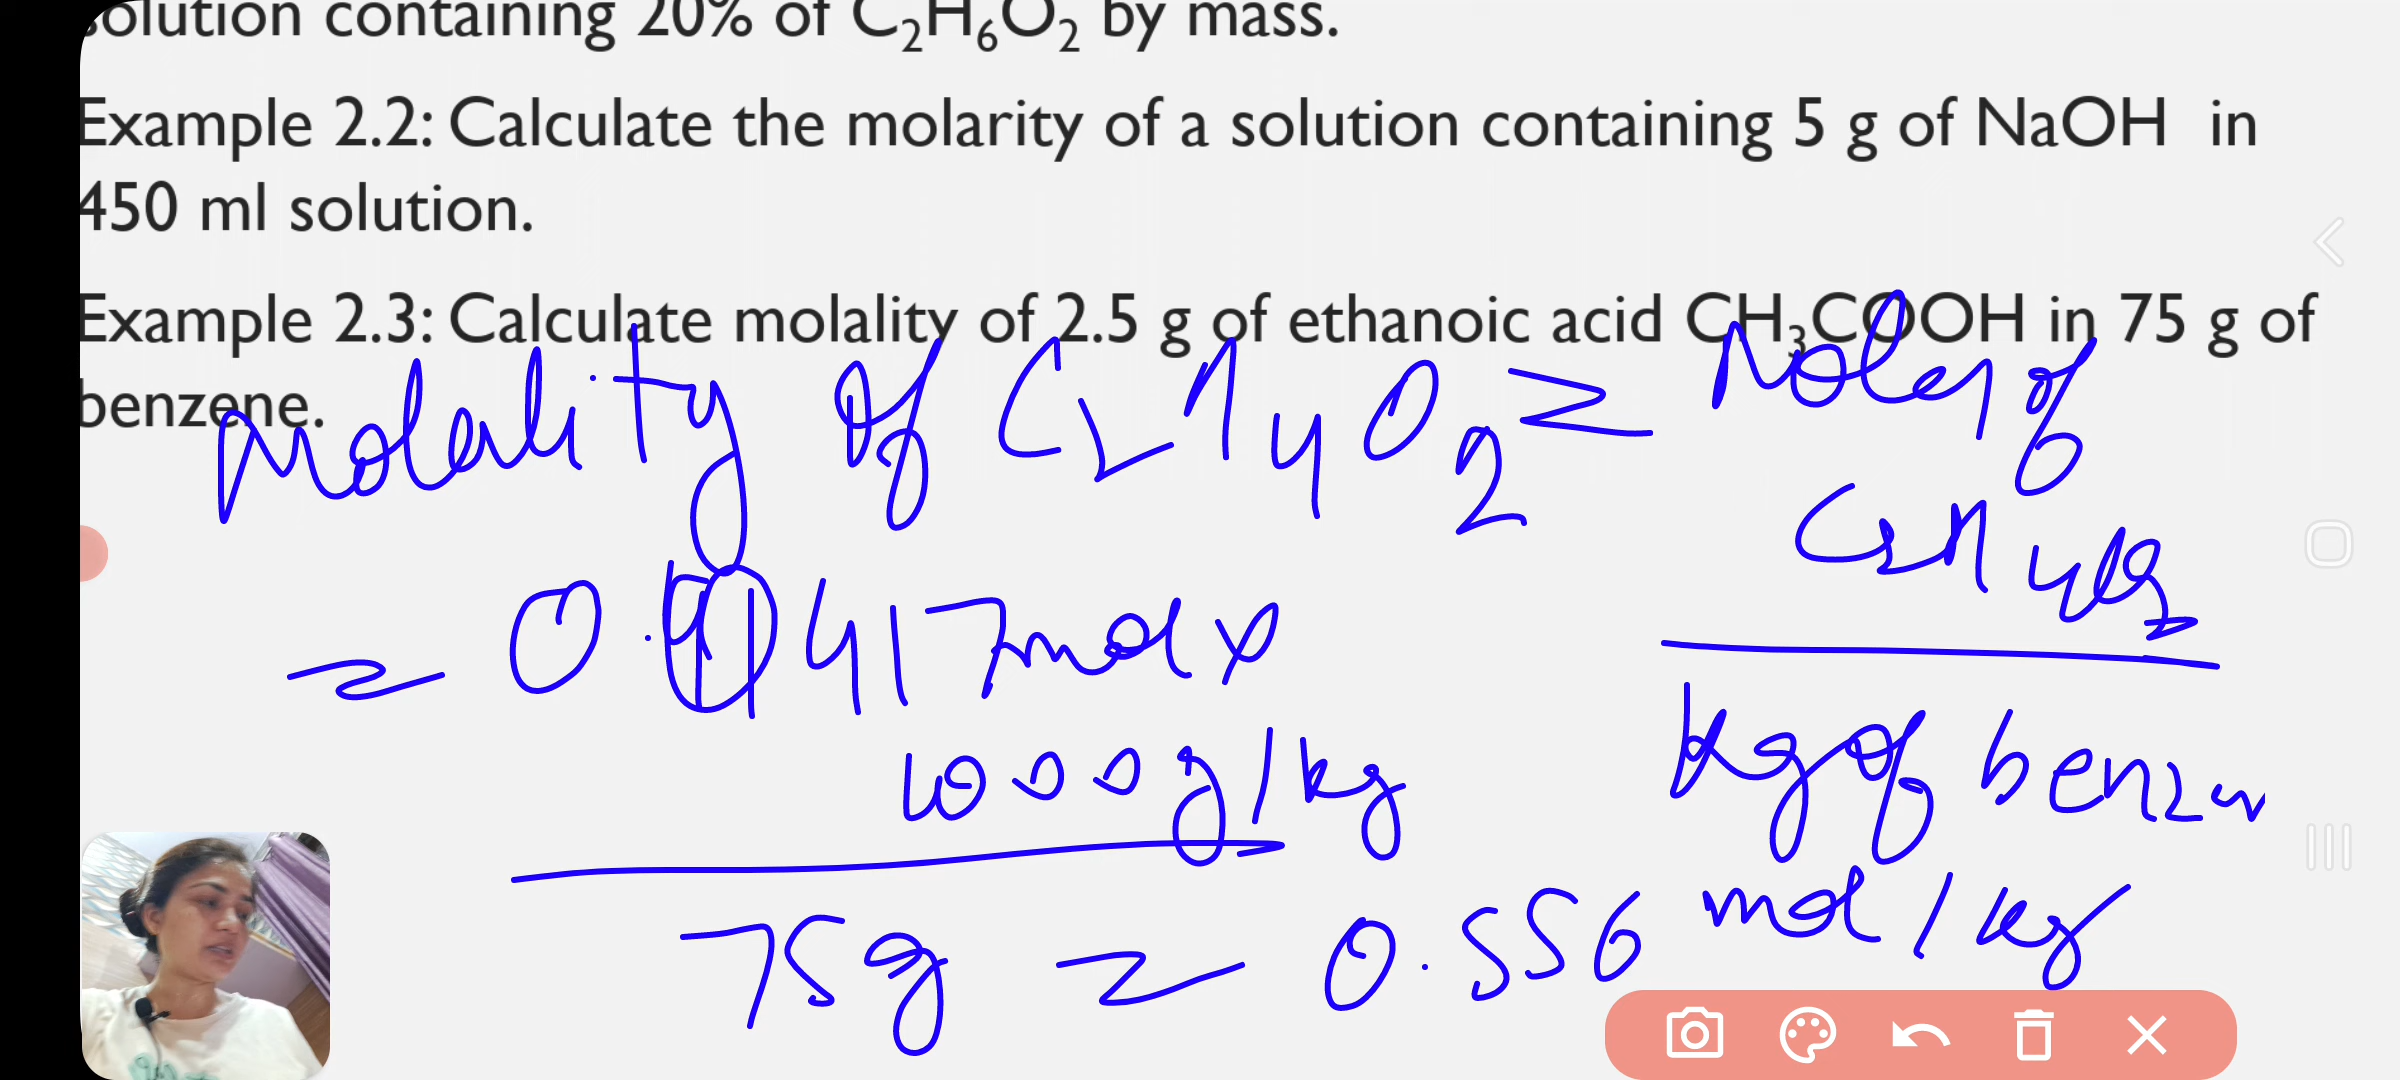 solution containing 20% of C₂H₆O₂ by mass.
Example 2.2: Calculate the molarity of a solution containing 5 g of NaOH in
450 ml solution.
Example 2.3: Calculate molality of 2.5 g of ethanoic acid CH₃COOH in 75 g of
benzene.
Molality of C₂H₄O₂ = Moles of
C₂H₄O₂
kg of benzen
= 0.0417 mol x
1000 g/kg
75 g = 0.556 mol/kg